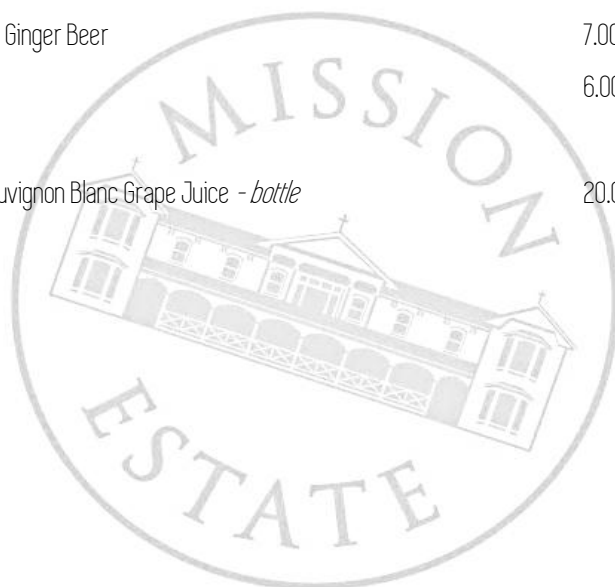 Ginger Beer 7.00
6.00
MISSION
uvignon Blanc Grape Juice - bottle 20.0
ESTATE